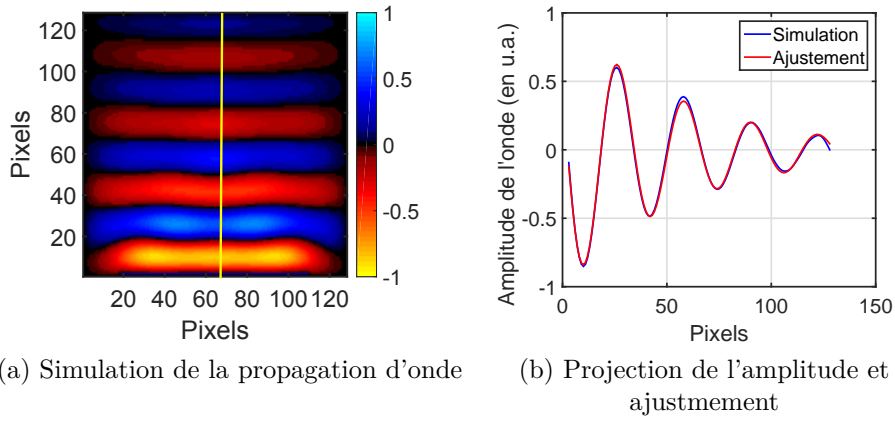 120
100
80
60
40
20
Pixels
20 40 60 80 100 120
Pixels
1
0.5
0
-0.5
-1
Amplitude de l'onde (en u.a.)
1
0.5
0
-0.5
-1
0 50 100 150
Pixels
Simulation
Ajustement
a) Simulation de la propagation d'onde
(b) Projection de l'amplitude et
ajustmement